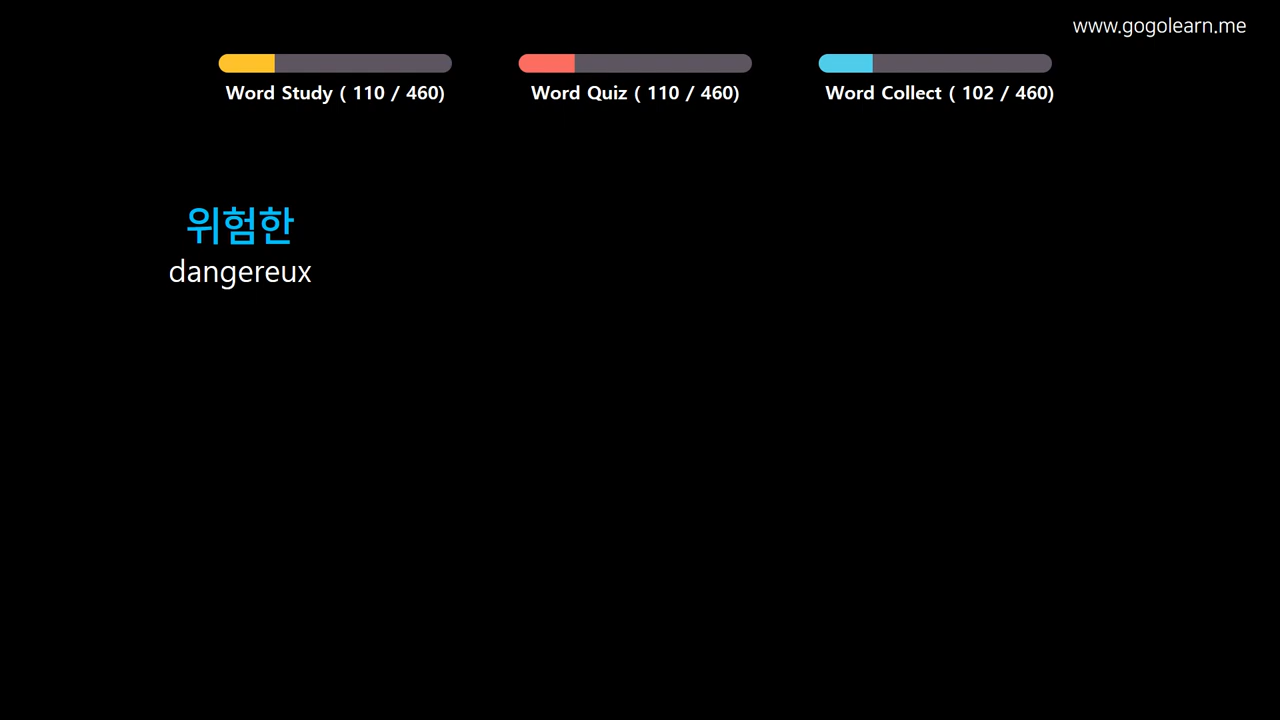 www.gogolearn.me
Word Study ( 110 / 460)
Word Quiz ( 110 / 460)
Word Collect ( 102 / 460)
위험한
dangereux